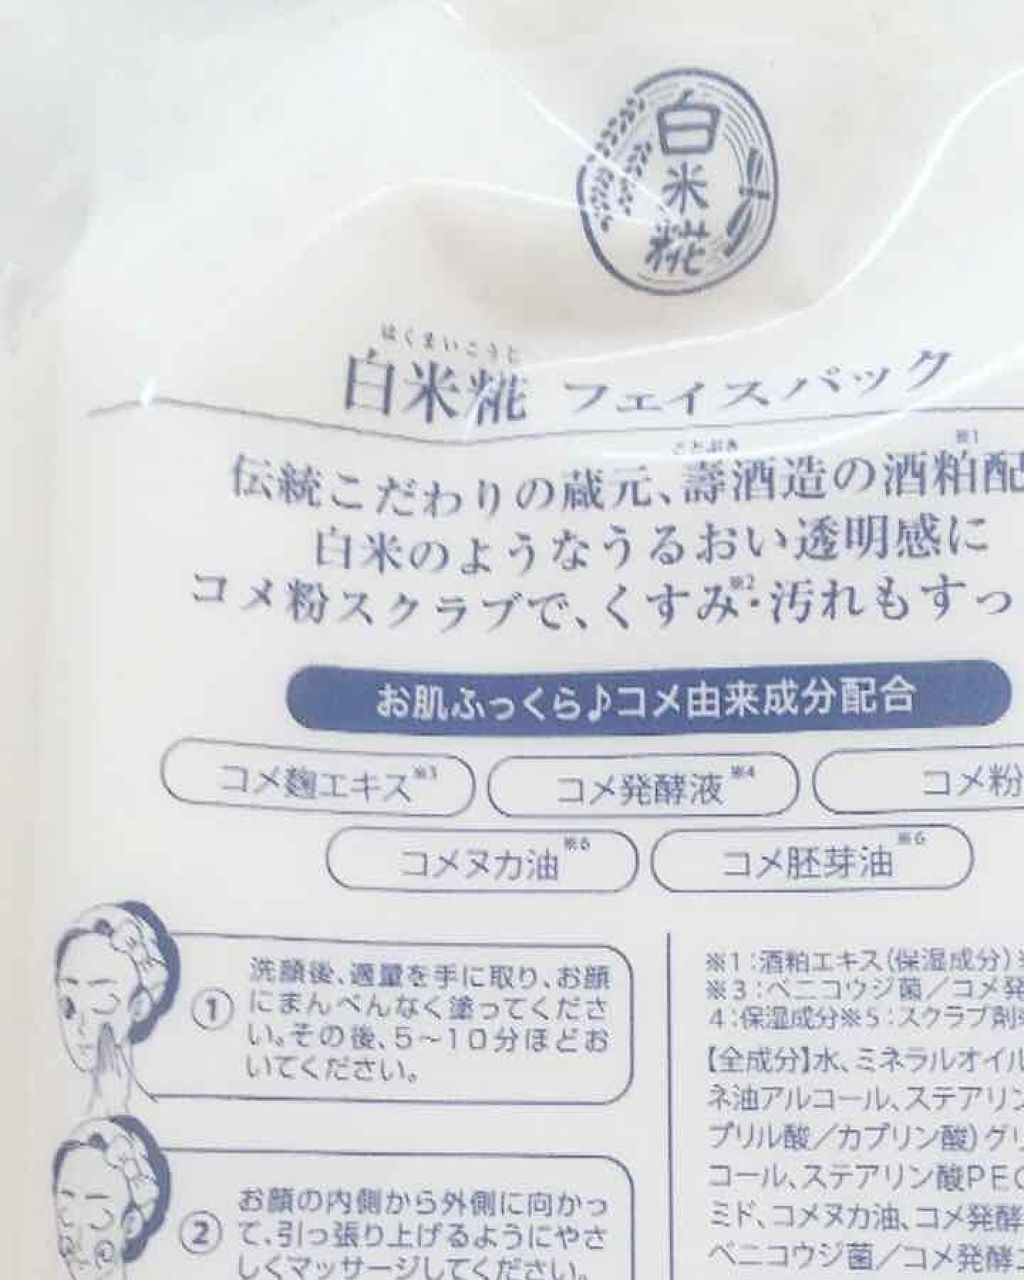 白
米
糀
はくまいこうじ
白米糀 フェイスパック
ことぶき ※1
伝統こだわりの蔵元、壽酒造の酒粕配
白米のようなうるおい透明感に
コメ粉スクラブで、くすみ※2・汚れもすっ
お肌ふっくら♪コメ由来成分配合
コメ麹エキス※3 コメ発酵液※4 コメ粉
コメヌカ油※6 コメ胚芽油※6
① 洗顔後、適量を手に取り、お顔
にまんべんなく塗ってくださ
い。その後、5～10分ほどお
いてください。
② お顔の内側から外側に向かっ
て、引っ張り上げるようにやさ
しくマッサージしてください。
※1:酒粕エキス(保湿成分)
※3:ベニコウジ菌/コメ発
4:保湿成分※5:スクラブ剤
【全成分】水、ミネラルオイル
ネ油アルコール、ステアリン
プリル酸/カプリン酸)グリ
コール、ステアリン酸PEG
ミド、コメヌカ油、コメ発酵
ベニコウジ菌/コメ発酵